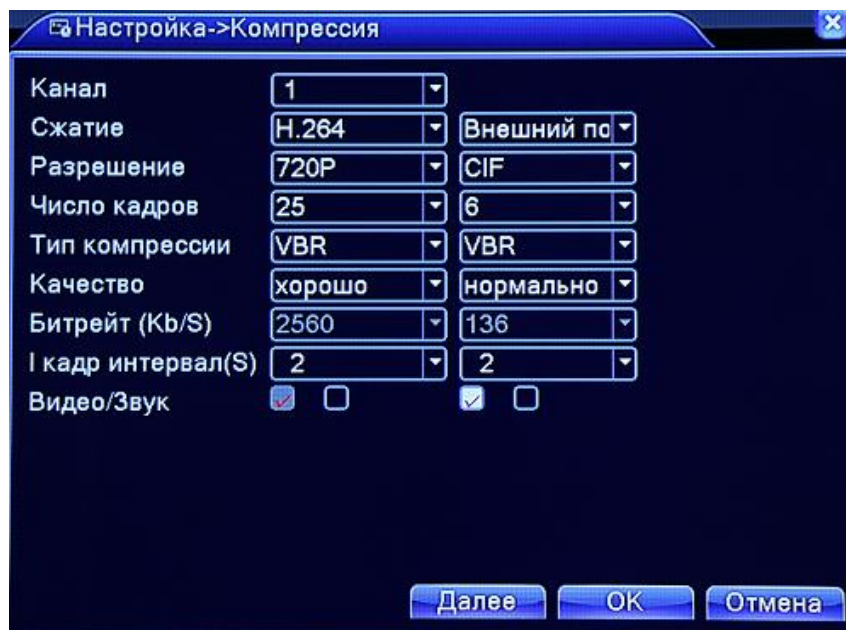 Настройка->Компрессия
Канал 1
Сжатие H.264 Внешний по
Разрешение 720P CIF
Число кадров 25 6
Тип компрессии VBR VBR
Качество хорошо нормально
Битрейт (Kb/S) 2560 136
I кадр интервал(S) 2 2
Видео/Звук
Далее OK Отмена